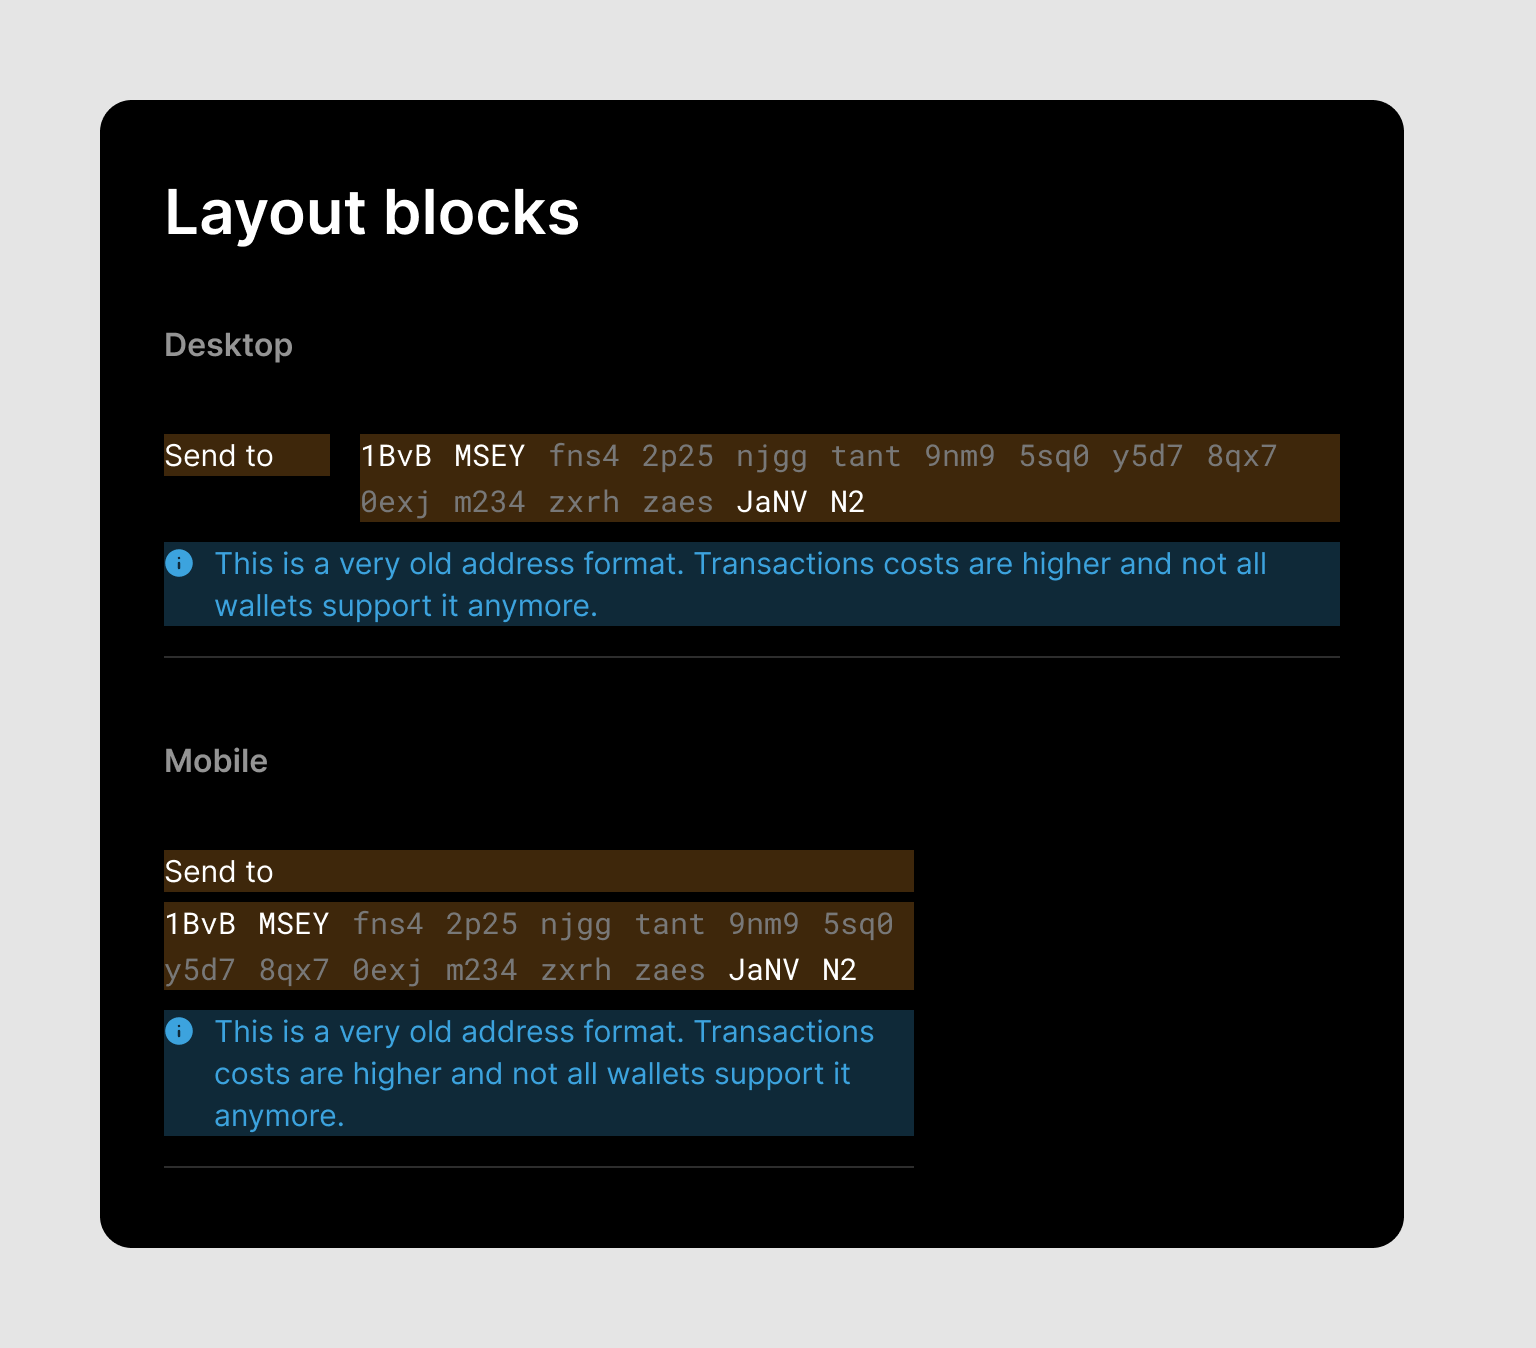 Layout blocks
Desktop
Send to
1BvB MSEY fns4 2p25 njgg tant 9nm9 5sq0 y5d7 8qx7
0exj m234 zxrh zaes JaNV N2
This is a very old address format. Transactions costs are higher and not all
wallets support it anymore.
Mobile
Send to
1BvB MSEY fns4 2p25 njgg tant 9nm9 5sq0
y5d7 8qx7 0exj m234 zxrh zaes JaNV N2
This is a very old address format. Transactions
costs are higher and not all wallets support it
anymore.